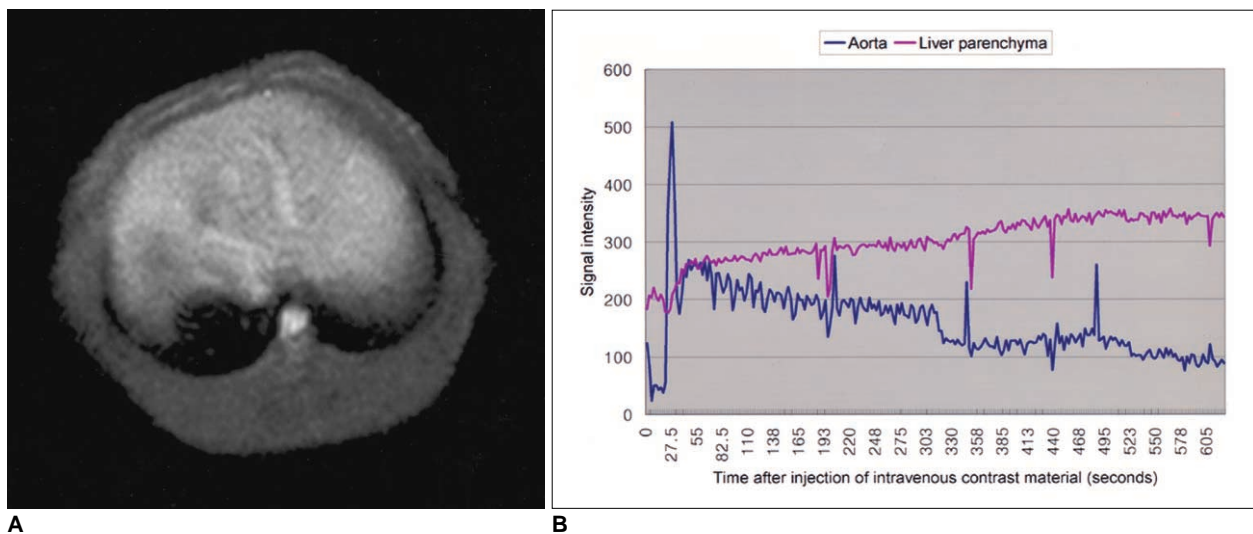 Aorta Liver parenchyma
600
500
400
300
200
100
0
Signal intensity
0 27.5 55 82.5 110 138 165 193 220 248 275 303 330 358 385 413 440 468 495 523 550 578 605
Time after injection of intravenous contrast material (seconds)
A B